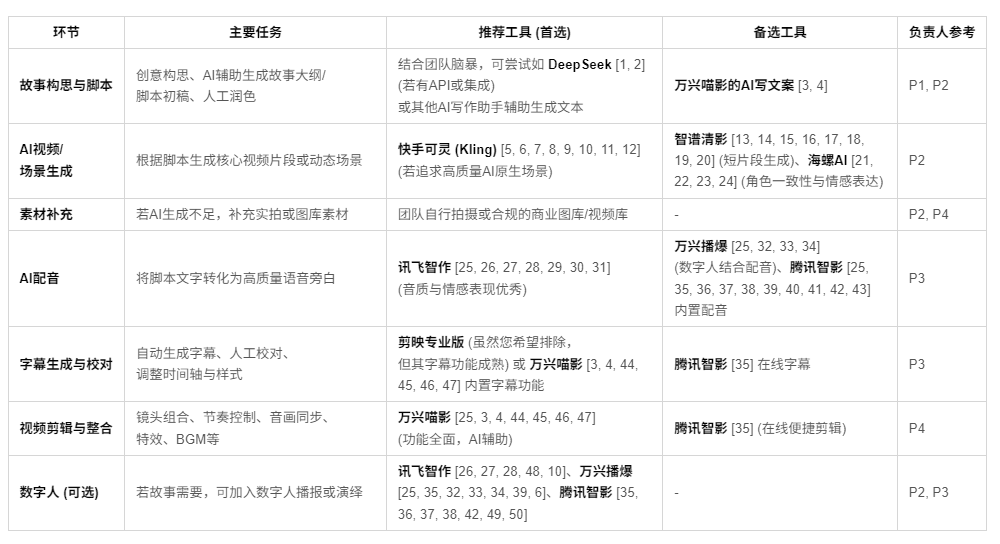 环节 主要任务 推荐工具 (首选) 备选工具 负责人参考
故事构思与脚本
创意构思、AI辅助生成故事大纲/
脚本初稿、人工润色
结合团队脑暴，可尝试如 DeepSeek [1, 2]
(若有API或集成)
或其他AI写作助手辅助生成文本
万兴喵影的AI写文案 [3, 4]
P1, P2
AI视频/
场景生成
根据脚本生成核心视频片段或动态场景
快手可灵 (Kling) [5, 6, 7, 8, 9, 10, 11, 12]
(若追求高质量AI原生场景)
智谱清影 [13, 14, 15, 16, 17, 18,
19, 20] (短片段生成)、海螺AI [21,
22, 23, 24] (角色一致性与情感表达)
P2
素材补充
若AI生成不足，补充实拍或图库素材
团队自行拍摄或合规的商业图库/视频库
-
P2, P4
AI配音
将脚本文字转化为高质量语音旁白
讯飞智作 [25, 26, 27, 28, 29, 30, 31]
(音质与情感表现优秀)
万兴播爆 [25, 32, 33, 34]
(数字人结合配音)、腾讯智影 [25,
35, 36, 37, 38, 39, 40, 41, 42, 43]
内置配音
P3
字幕生成与校对
自动生成字幕、人工校对、
调整时间轴与样式
剪映专业版 (虽然您希望排除，
但其字幕功能成熟) 或 万兴喵影 [3, 4, 44,
45, 46, 47] 内置字幕功能
腾讯智影 [35] 在线字幕
P3
视频剪辑与整合
镜头组合、节奏控制、音画同步、
特效、BGM等
万兴喵影 [25, 3, 4, 44, 45, 46, 47]
(功能全面，AI辅助)
腾讯智影 [35] (在线便捷剪辑)
P4
数字人 (可选)
若故事需要，可加入数字人播报或演绎
讯飞智作 [26, 27, 28, 48, 10]、万兴播爆
[25, 35, 32, 33, 34, 39, 6]、腾讯智影 [35,
36, 37, 38, 42, 49, 50]
-
P2, P3